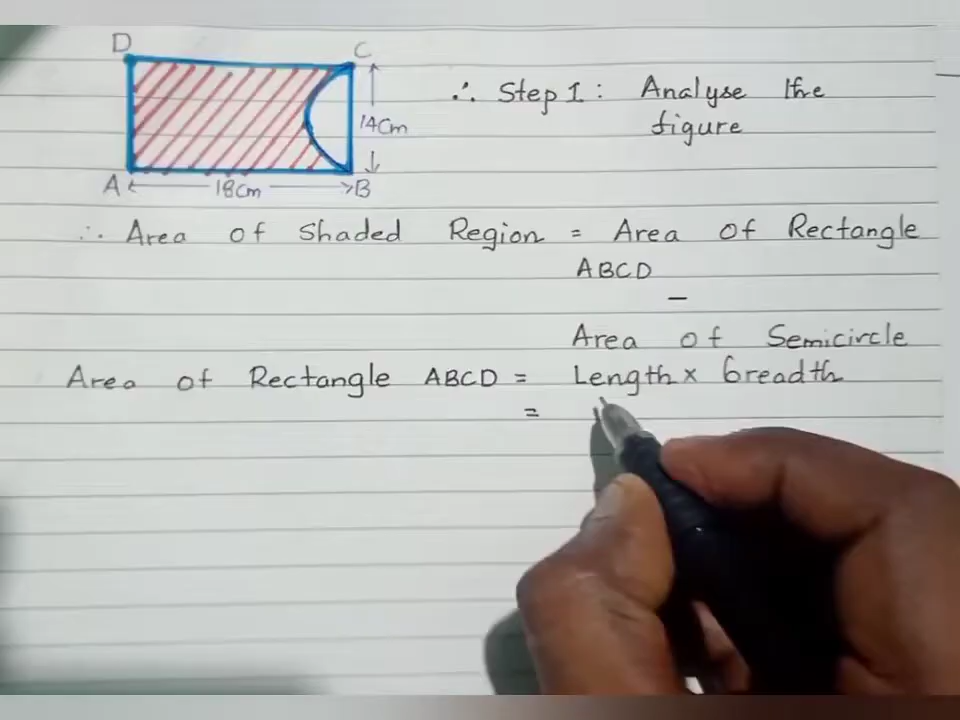 D
C
∴ Step 1: Analyse the
figure
14cm
A 18cm B
∴ Area of Shaded Region = Area of Rectangle
ABCD
−
Area of Semicircle
Area of Rectangle ABCD = Length × breadth
=